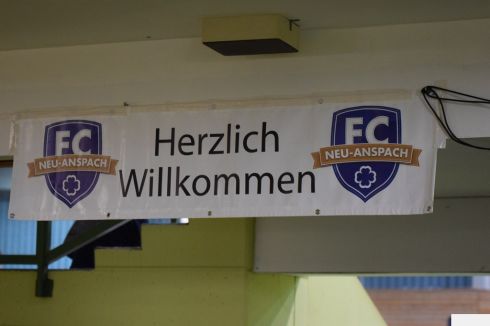 FC
NEU-ANSPACH
Herzlich
Willkommen
FC
NEU-ANSPACH